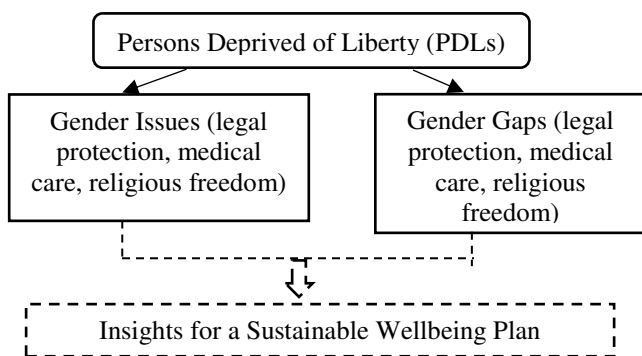 Persons Deprived of Liberty (PDLs)
Gender Issues (legal
protection, medical
care, religious freedom)
Gender Gaps (legal
protection, medical
care, religious
freedom)
Insights for a Sustainable Wellbeing Plan